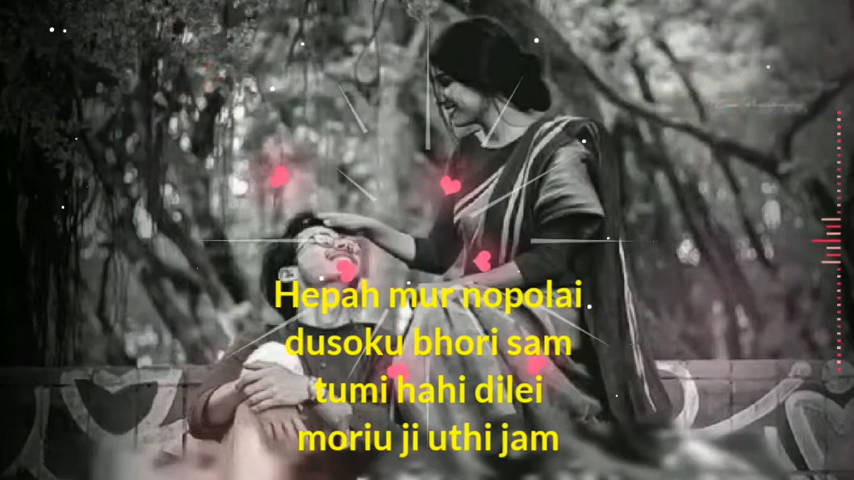 Hepah mur nopolai
dusoku bhori sam
tumi hahi dilei
moriu ji uthi jam